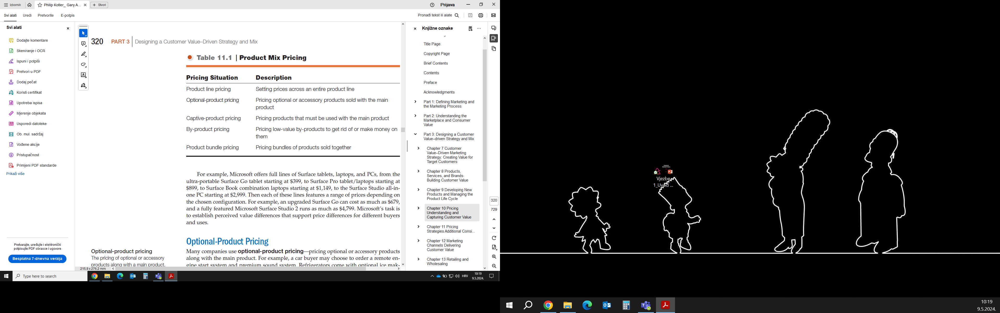 Izbornik
Philip Kotler_ Gary A...
Stvori
Prijava
Svi alati
Uredi
Pretvorite
E-potpis
Pronađi tekst ili alate
Svi alati
Dodajte komentare
Skeniranje i OCR
Ispuni i potpiši
Pretvori u PDF
Dodaj pečat
Koristi certifikat
Upotreba ispisa
Mjerenje objekata
Usporedi datoteke
Ob. mul. sadržaj
Vođene akcije
Pristupačnost
Primijeni PDF standarde
Prikaži više
Pretvarajte, uređujte i elektronički
potpisujte PDF obrasce i ugovore
Besplatna 7-dnevna verzija
320 PART 3 Designing a Customer Value–Driven Strategy and Mix
Table 11.1 | Product Mix Pricing
Pricing Situation Description
Product line pricing Setting prices across an entire product line
Optional-product pricing Pricing optional or accessory products sold with the main
product
Captive-product pricing Pricing products that must be used with the main product
By-product pricing Pricing low-value by-products to get rid of or make money on
them
Product bundle pricing Pricing bundles of products sold together
For example, Microsoft offers full lines of Surface tablets, laptops, and PCs, from the
ultra-portable Surface Go tablet starting at $399, to Surface Pro tablet/laptops starting at
$899, to Surface Book combination laptops starting at $1,149, to the Surface Studio all-in-
one PC starting at $2,999. Then each of these lines features a range of prices depending on
the chosen configuration. For example, an upgraded Surface Go can cost as much as $679,
and a fully featured Microsoft Surface Studio 2 runs as much as $4,799. Microsoft's task is
to establish perceived value differences that support price differences for different buyers
and uses.
Optional-Product Pricing
Many companies use optional-product pricing—pricing optional or accessory products
along with the main product. For example, a car buyer may choose to order a remote en-
gine start system and premium sound system. Refrigerators come with optional ice mak-
Optional-product pricing
The pricing of optional or accessory
products along with a main product.
215,9 x 276,2 mm
Knjižne oznake
Title Page
Copyright Page
Brief Contents
Contents
Preface
Acknowledgments
Part 1: Defining Marketing and
the Marketing Process
Part 2: Understanding the
Marketplace and Consumer
Value
Part 3: Designing a Customer
Value–driven Strategy and Mix
Chapter 7 Customer
Value–Driven Marketing
Strategy: Creating Value for
Target Customers
Chapter 8 Products,
Services, and Brands
Building Customer Value
Chapter 9 Developing New
Products and Managing the
Product Life Cycle
Chapter 10 Pricing
Understanding and
Capturing Customer Value
Chapter 11 Pricing
Strategies Additional Consi...
Chapter 12 Marketing
Channels Delivering
Customer Value
Chapter 13 Retailing and
Wholesaling
320
729
Type here to search
HRV
10:19
9.5.2024.
Vjezbe
1_Uvod ...
10:19
9.5.2024.